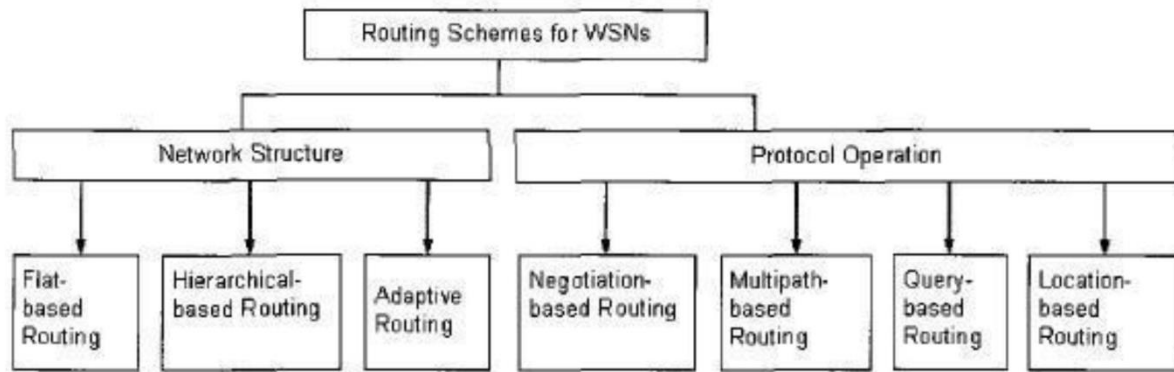 Routing Schemes for WSNs
Network Structure
Protocol Operation
Flat-
based
Routing
Hierarchical-
based Routing
Adaptive
Routing
Negotiation-
based Routing
Multipath-
based
Routing
Query-
based
Routing
Location-
based
Routing